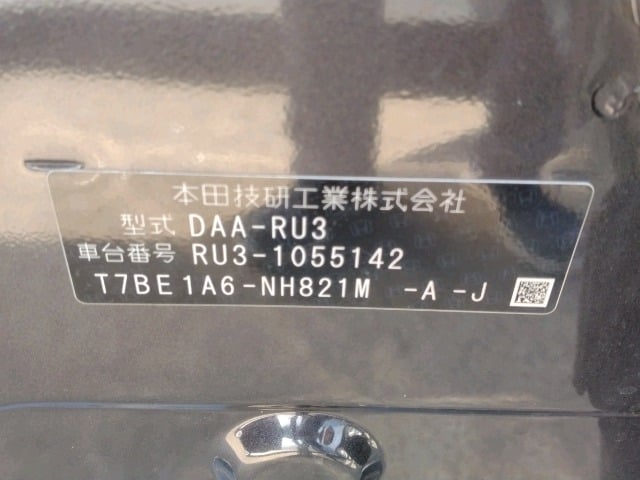 本田技研工業株式会社
型式 DAA-RU3
車台番号 RU3-1055142
T7BE1A6-NH821M -A -J